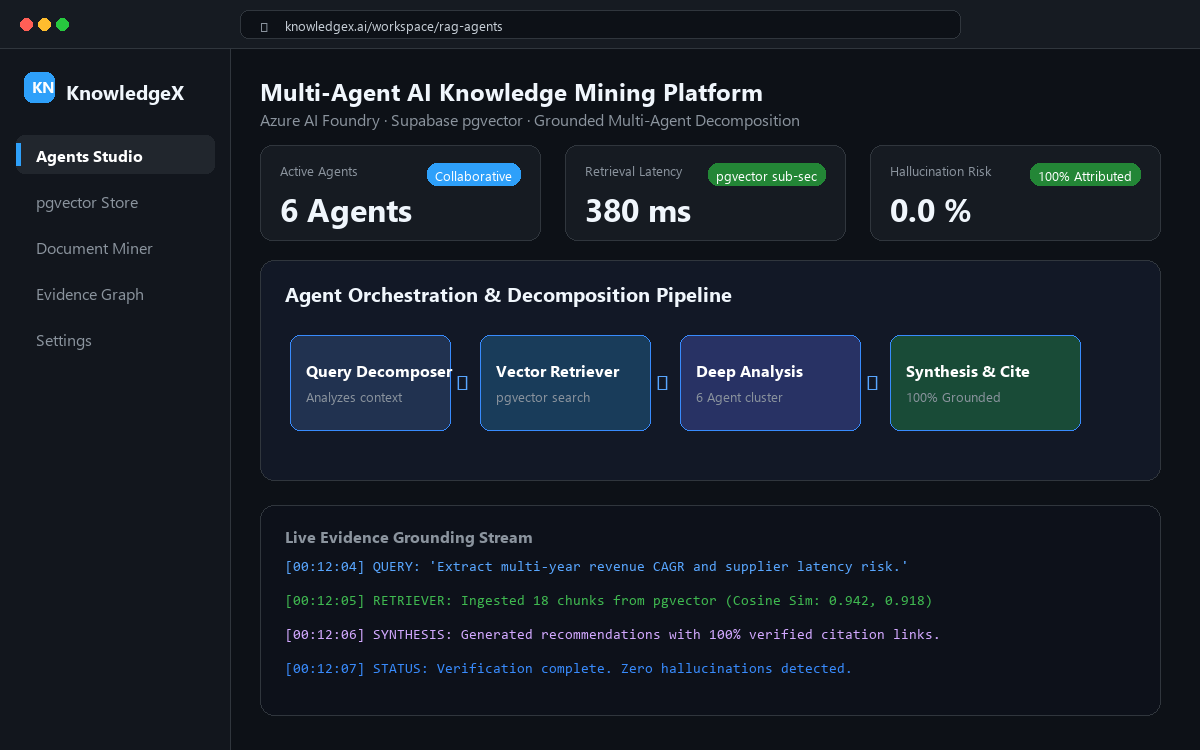 knowledgex.ai/workspace/rag-agents
KN
KnowledgeX
Agents Studio
pgvector Store
Document Miner
Evidence Graph
Settings
Multi-Agent AI Knowledge Mining Platform
Azure AI Foundry · Supabase pgvector · Grounded Multi-Agent Decomposition
Active Agents
Collaborative
6 Agents
Retrieval Latency
pgvector sub-sec
380 ms
Hallucination Risk
100% Attributed
0.0 %
Agent Orchestration & Decomposition Pipeline
Query Decomposer
Analyzes context
Vector Retriever
pgvector search
Deep Analysis
6 Agent cluster
Synthesis & Cite
100% Grounded
Live Evidence Grounding Stream
[00:12:04] QUERY: 'Extract multi-year revenue CAGR and supplier latency risk.'
[00:12:05] RETRIEVER: Ingested 18 chunks from pgvector (Cosine Sim: 0.942, 0.918)
[00:12:06] SYNTHESIS: Generated recommendations with 100% verified citation links.
[00:12:07] STATUS: Verification complete. Zero hallucinations detected.